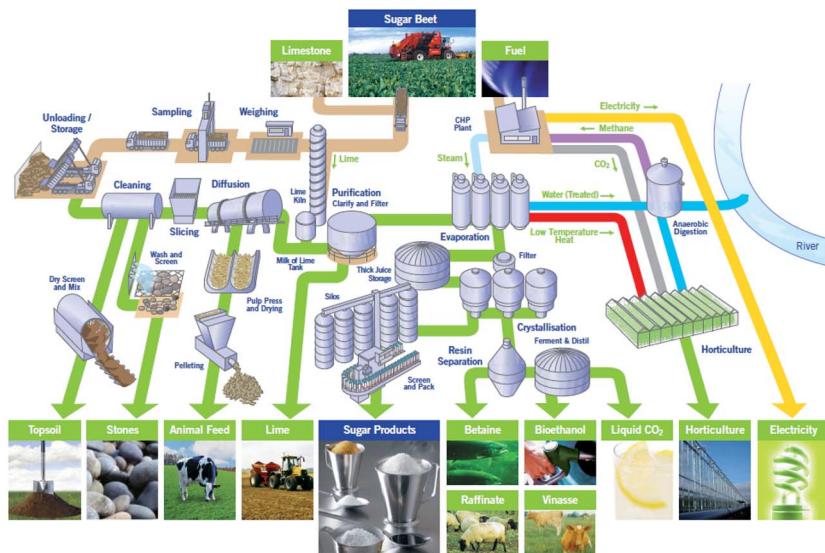 Sugar Beet
Limestone
Fuel
Electricity
Methane
CO2
CHP
Plant
Sampling
Weighing
Unloading /
Storage
Lime
Steam
Cleaning
Diffusion
Lime
Kiln
Purification
Clarify and Filter
Water (Treated)
Anaerobic
Digestion
River
Slicing
Evaporation
Low Temperature
Heat
Wash and
Screen
Milk of Lime
Tank
Thick Juice
Storage
Filter
Dry Screen
and Mix
Pulp Press
and Drying
Silos
Crystallisation
Horticulture
Pelleting
Resin
Separation
Ferment & Distil
Screen
and Pack
Topsoil
Stones
Animal Feed
Lime
Sugar Products
Betaine
Bioethanol
Liquid CO2
Horticulture
Electricity
Raffinate
Vinasse